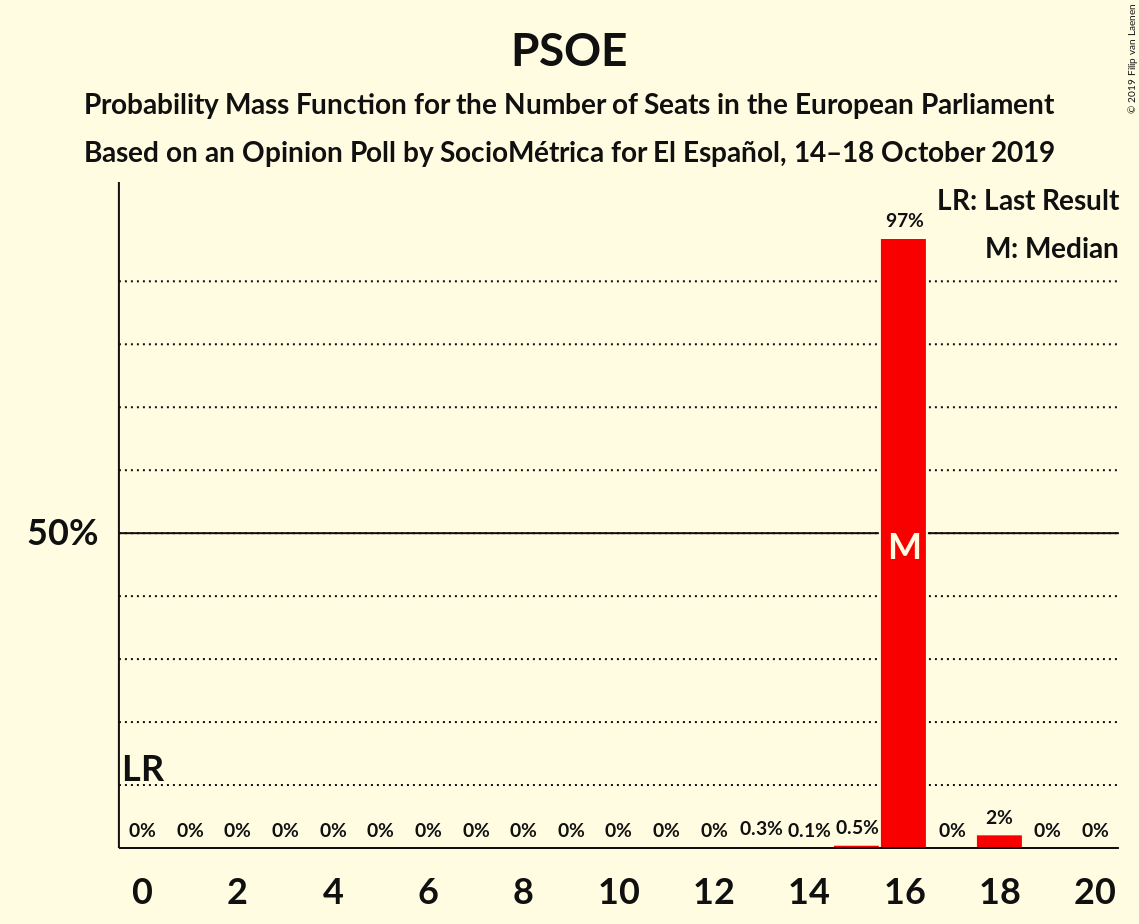 PSOE
Probability Mass Function for the Number of Seats in the European Parliament
Based on an Opinion Poll by SocioMétrica for El Español, 14–18 October 2019
© 2019 Filip van Laenen
LR: Last Result
M: Median
97%
50%
M
LR
0% 0% 0% 0% 0% 0% 0% 0% 0% 0% 0% 0% 0% 0.3% 0.1% 0.5% 0% 2% 0% 0%
0 2 4 6 8 10 12 14 16 18 20